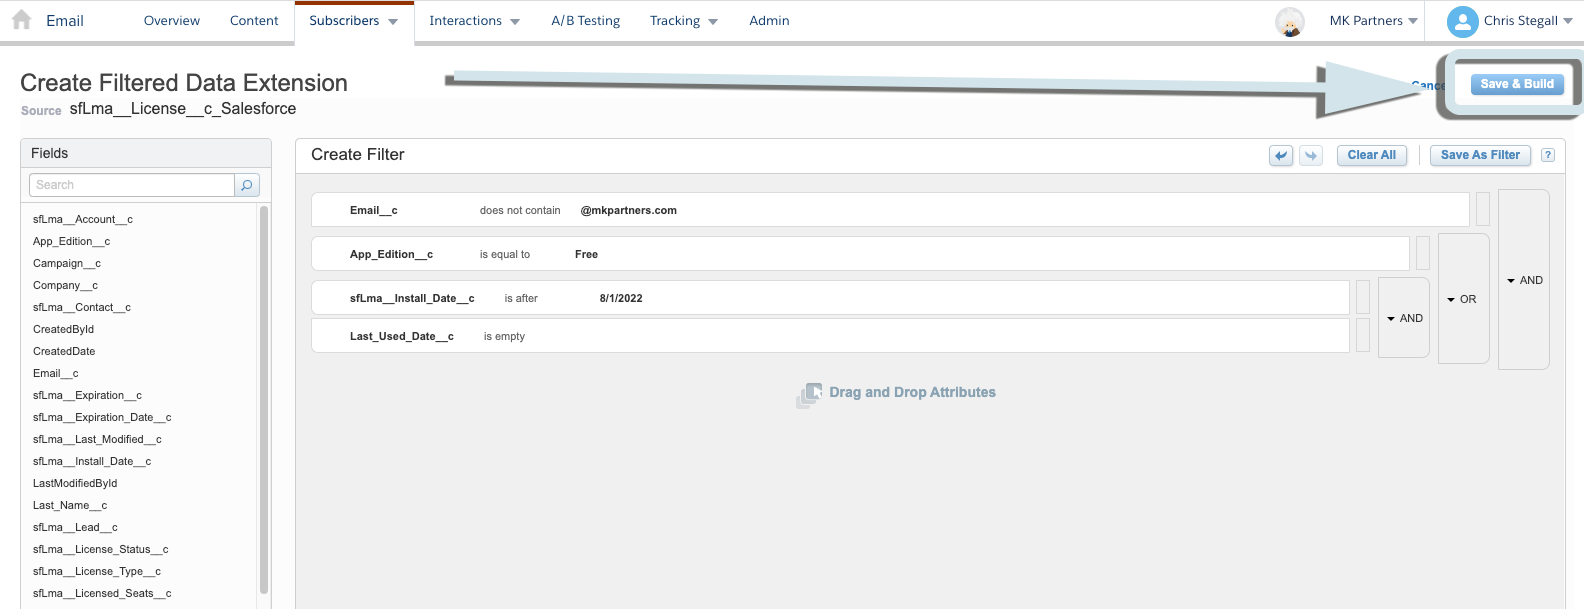 Email Overview Content Subscribers Interactions A/B Testing Tracking Admin MK Partners Chris Stegall
Create Filtered Data Extension
Cance Save & Build
Source sfLma__License__c_Salesforce
Fields
Create Filter Clear All Save As Filter ?
Search
sfLma__Account__c
App_Edition__c
Campaign__c
Company__c
sfLma__Contact__c
CreatedById
CreatedDate
Email__c
sfLma__Expiration__c
sfLma__Expiration_Date__c
sfLma__Last_Modified__c
sfLma__Install_Date__c
LastModifiedById
Last_Name__c
sfLma__Lead__c
sfLma__License_Status__c
sfLma__License_Type__c
sfLma__Licensed_Seats__c
Email__c does not contain @mkpartners.com
App_Edition__c is equal to Free
sfLma__Install_Date__c is after 8/1/2022
Last_Used_Date__c is empty
AND
OR
AND
Drag and Drop Attributes